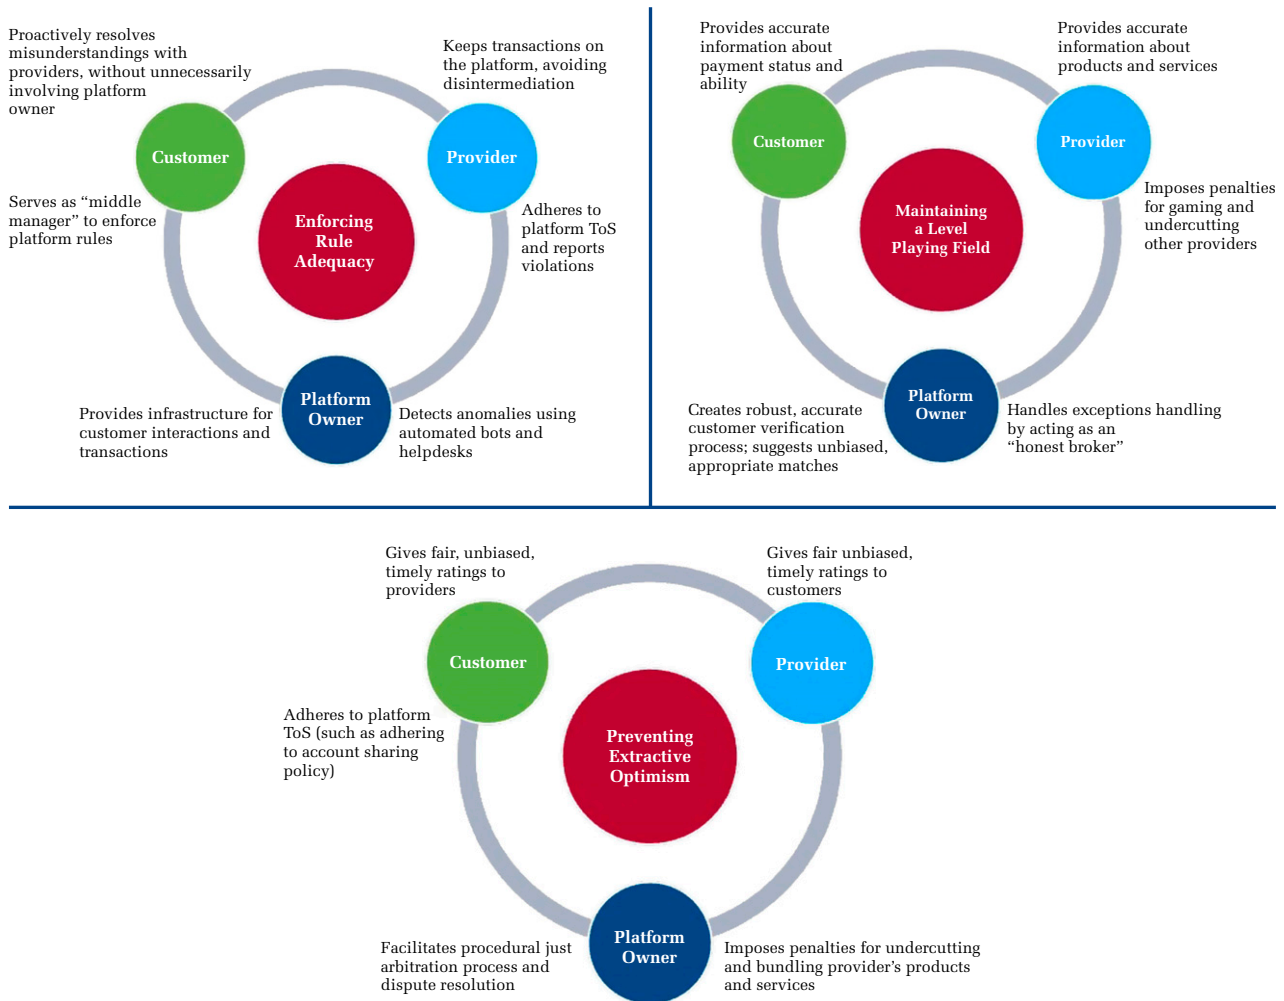 Proactively resolves
misunderstandings with
providers, without unnecessarily
involving platform
owner
Keeps transactions on
the platform, avoiding
disintermediation
Customer
Provider
Serves as “middle
manager” to enforce
platform rules
Enforcing
Rule
Adequacy
Adheres to
platform ToS
and reports
violations
Platform
Owner
Provides infrastructure for
customer interactions and
transactions
Detects anomalies using
automated bots and
helpdesks
Provides accurate
information about
payment status and
ability
Provides accurate
information about
products and services
Customer
Provider
Maintaining
a Level
Playing Field
Imposes penalties
for gaming and
undercutting
other providers
Platform
Owner
Creates robust, accurate
customer verification
process; suggests unbiased,
appropriate matches
Handles exceptions handling
by acting as an
“honest broker”
Gives fair, unbiased,
timely ratings to
providers
Gives fair unbiased,
timely ratings to
customers
Customer
Provider
Adheres to platform
ToS (such as adhering
to account sharing
policy)
Preventing
Extractive
Optimism
Platform
Owner
Facilitates procedural just
arbitration process and
dispute resolution
Imposes penalties for undercutting
and bundling provider’s products
and services